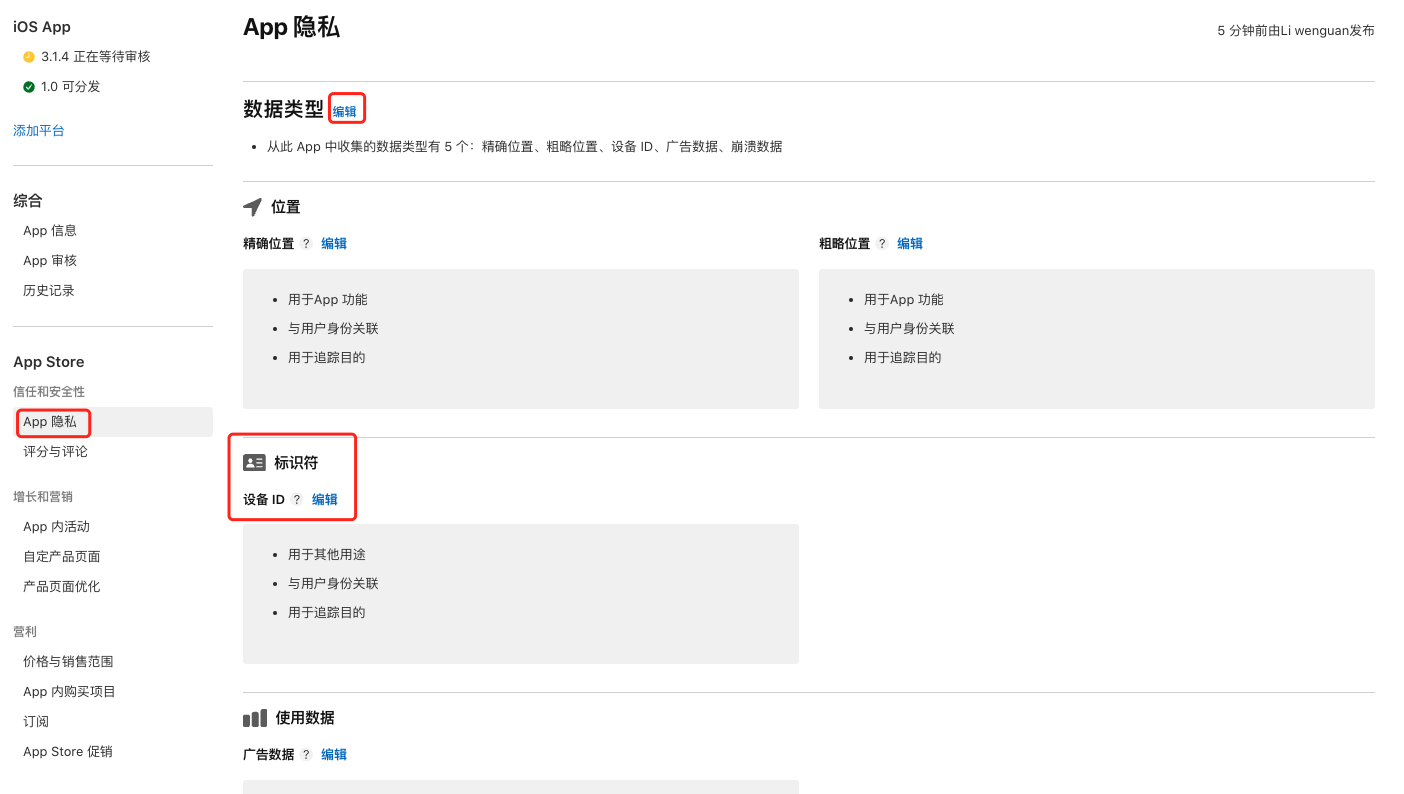 iOS App
3.1.4 正在等待审核
1.0 可分发
添加平台
综合
App 信息
App 审核
历史记录
App Store
信任和安全性
App 隐私
评分与评论
增长和营销
App 内活动
自定产品页面
产品页面优化
营利
价格与销售范围
App 内购买项目
订阅
App Store 促销
App 隐私
5 分钟前由Li wenguan发布
数据类型 编辑
从此 App 中收集的数据类型有 5 个：精确位置、粗略位置、设备 ID、广告数据、崩溃数据
位置
精确位置 ? 编辑
用于App 功能
与用户身份关联
用于追踪目的
粗略位置 ? 编辑
用于App 功能
与用户身份关联
用于追踪目的
标识符
设备 ID ? 编辑
用于其他用途
与用户身份关联
用于追踪目的
使用数据
广告数据 ? 编辑